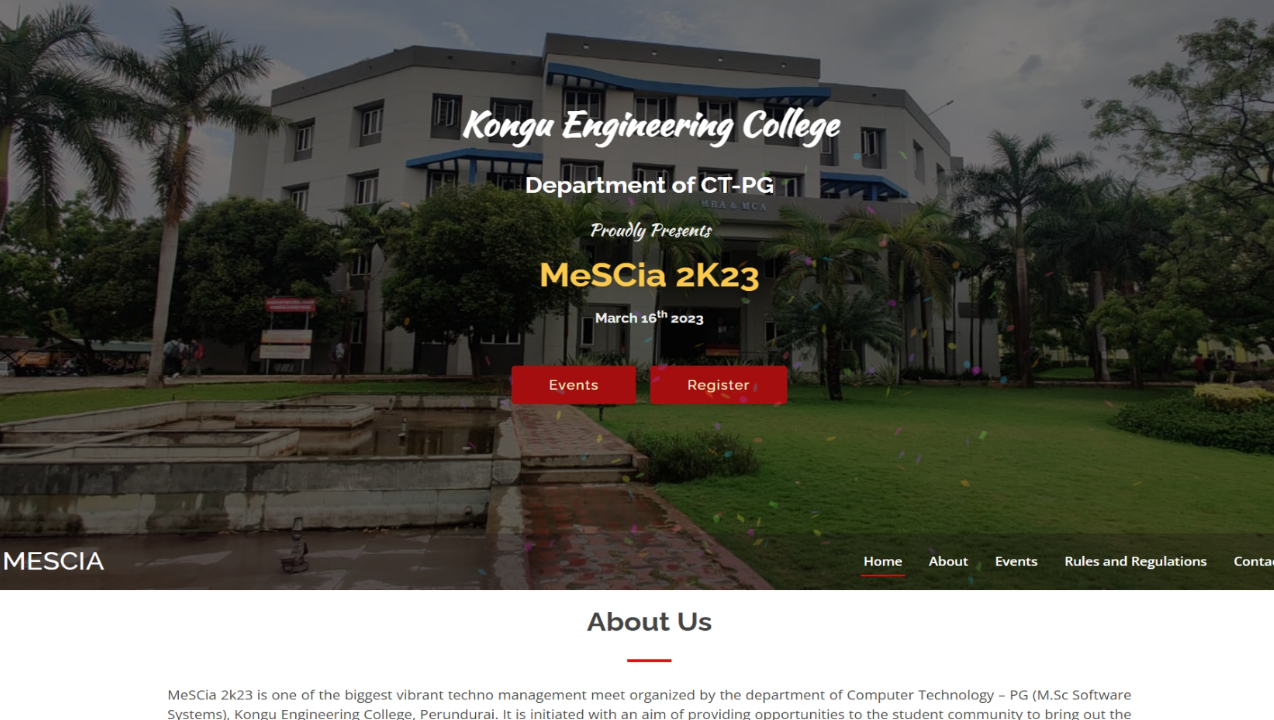 Kongu Engineering College
Department of CT-PG
MBA & MCA
Proudly Presents
MeSCia 2K23
March 16th 2023
Events Register
MESCIA Home About Events Rules and Regulations
About Us
MeSCia 2k23 is one of the biggest vibrant techno management meet organized by the department of Computer Technology – PG (M.Sc Software
Systems), Kongu Engineering College, Perundurai. It is initiated with an aim of providing opportunities to the student community to bring out the